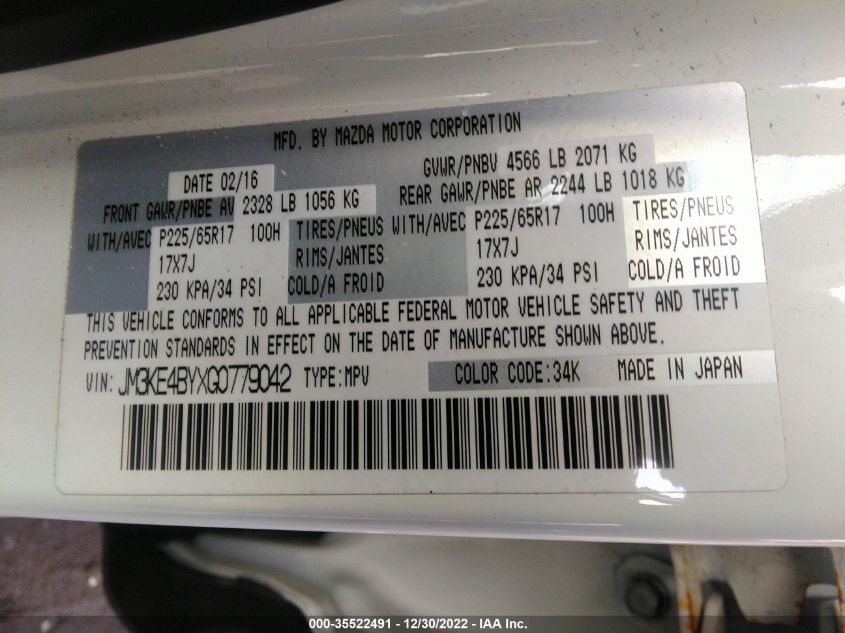 MFD. BY MAZDA MOTOR CORPORATION
DATE 02/16 GVWR/PNBV 4566 LB 2071 KG
FRONT GAWR/PNBE AV 2328 LB 1056 KG REAR GAWR/PNBE AR 2244 LB 1018 KG
WITH/AVEC P225/65R17 100H TIRES/PNEUS WITH/AVEC P225/65R17 100H TIRES/PNEUS
17X7J RIMS/JANTES 17X7J RIMS/JANTES
230 KPA/34 PSI COLD/A FROID 230 KPA/34 PSI COLD/A FROID
THIS VEHICLE CONFORMS TO ALL APPLICABLE FEDERAL MOTOR VEHICLE SAFETY AND THEFT
PREVENTION STANDARDS IN EFFECT ON THE DATE OF MANUFACTURE SHOWN ABOVE.
VIN: JM3KE4BYXG0779042 TYPE:MPV COLOR CODE:34K MADE IN JAPAN
000-35522491 - 12/30/2022 - IAA Inc.